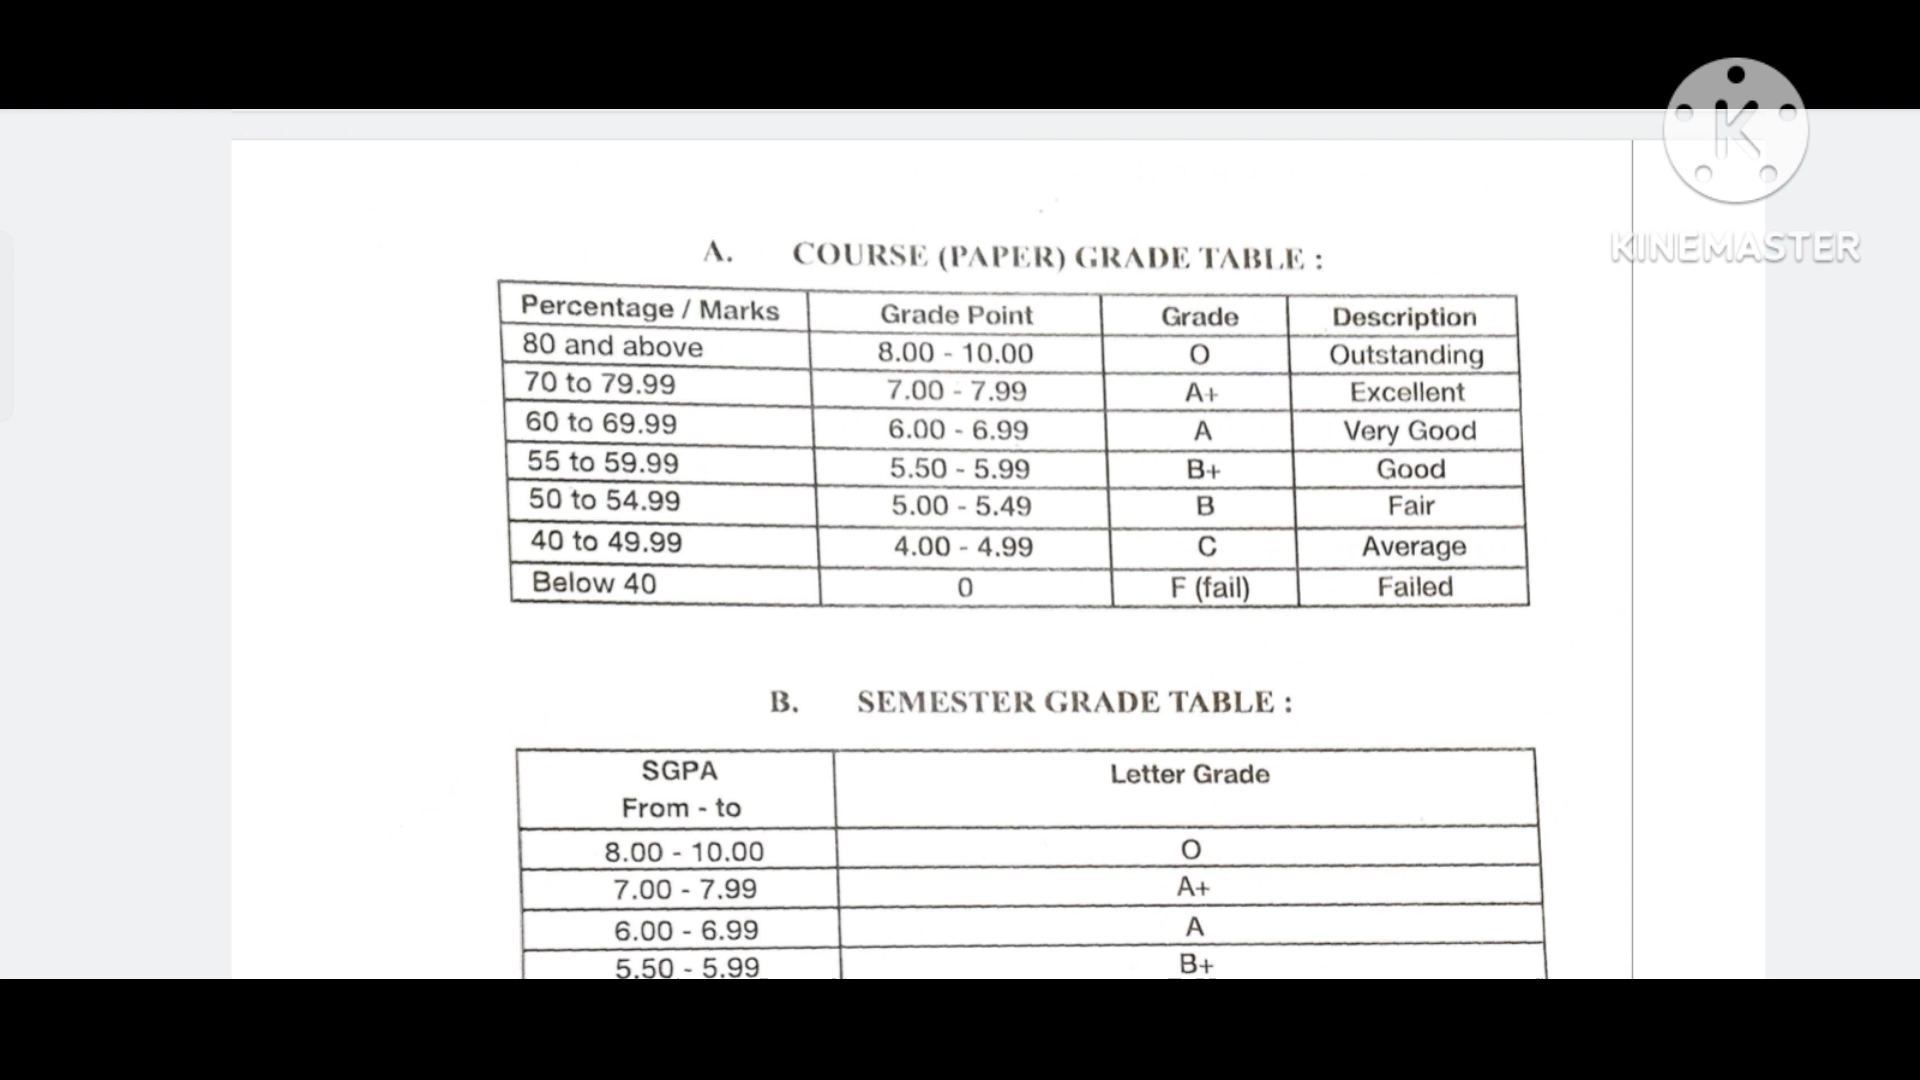 K
KINEMASTER
A. COURSE (PAPER) GRADE TABLE :
Percentage / Marks Grade Point Grade Description
80 and above 8.00 - 10.00 O Outstanding
70 to 79.99 7.00 - 7.99 A+ Excellent
60 to 69.99 6.00 - 6.99 A Very Good
55 to 59.99 5.50 - 5.99 B+ Good
50 to 54.99 5.00 - 5.49 B Fair
40 to 49.99 4.00 - 4.99 C Average
Below 40 0 F (fail) Failed
B. SEMESTER GRADE TABLE :
SGPA Letter Grade
From - to
8.00 - 10.00 O
7.00 - 7.99 A+
6.00 - 6.99 A
5.50 - 5.99 B+